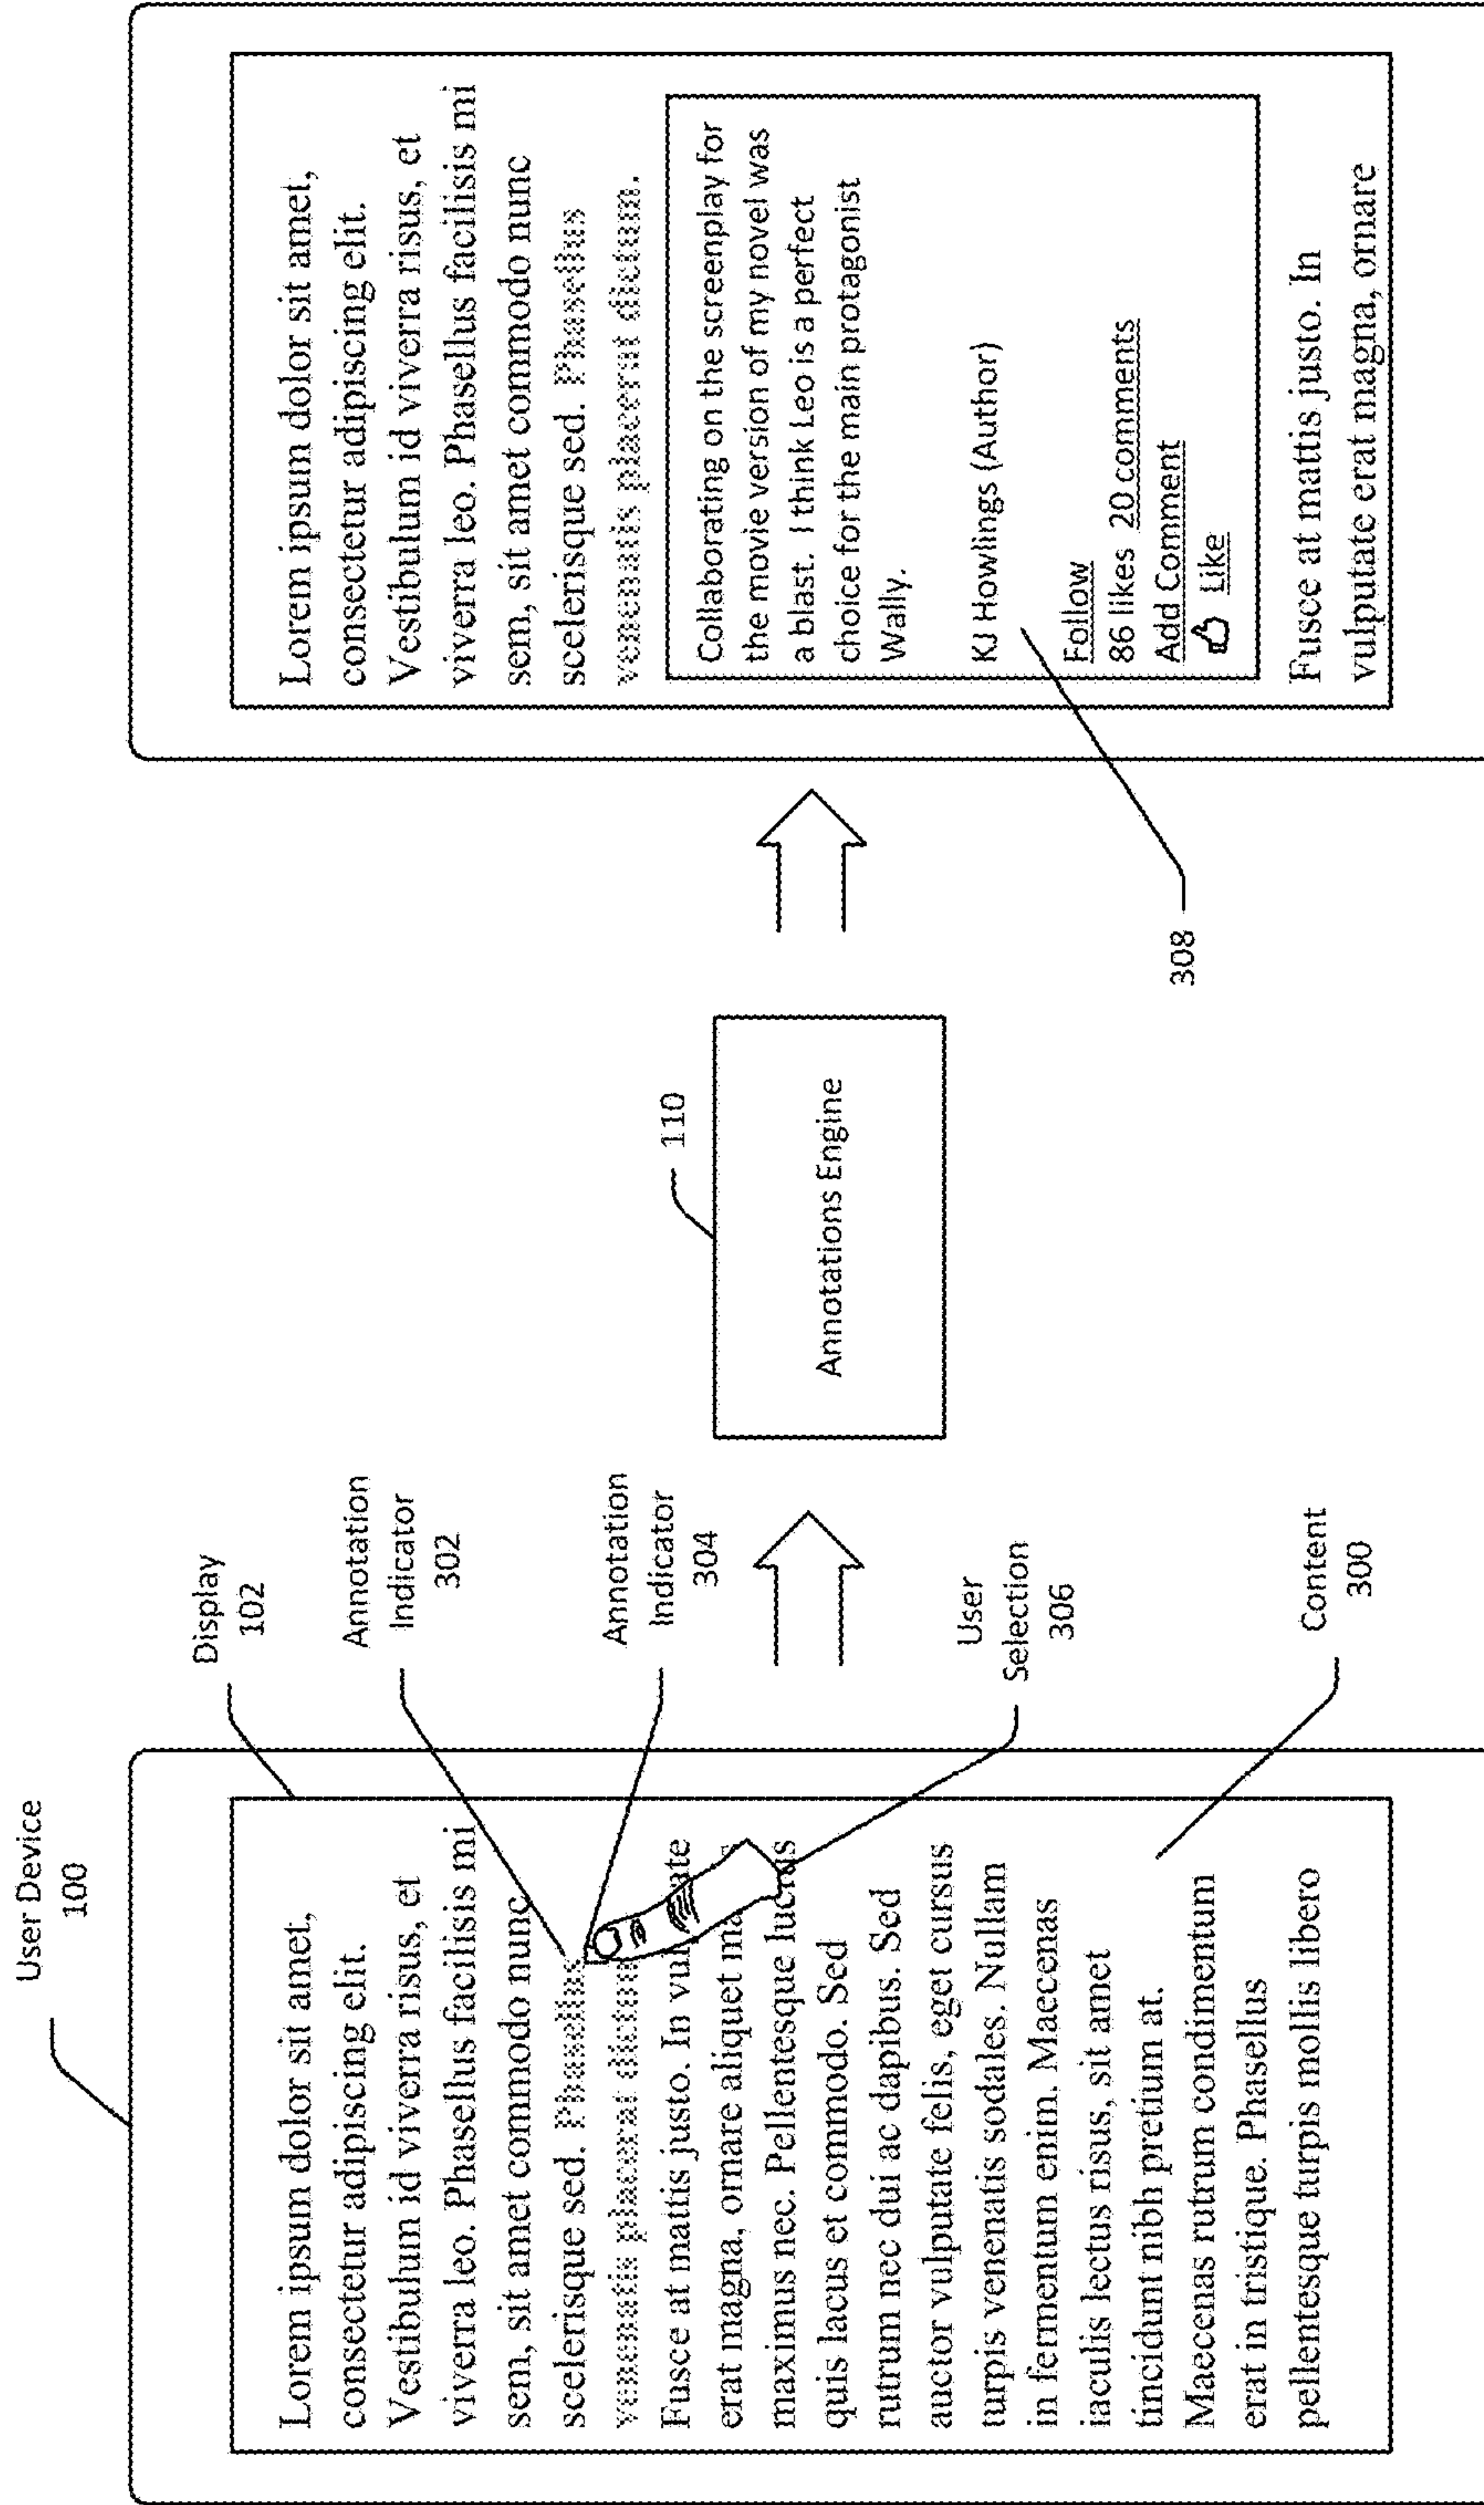 User Device
100
Display
102
Annotation
Indicator
302
Annotation
Indicator
304
User
Selection
306
Content
300
Lorem ipsum dolor sit amet,
consectetur adipiscing elit.
Vestibulum id viverra risus, et
viverra leo. Phasellus facilisis mi
sem, sit amet commodo nunc
scelerisque sed. Phasellus
venenatis placerat dictum
Fusce at mattis justo. In
erat magna, ornare aliquet
maximus nec. Pellentesque luctus
quis lacus et commodo. Sed
rutrum nec dui ac dapibus. Sed
auctor vulputate felis, eget cursus
turpis venenatis sodales. Nullam
in fermentum enim. Maecenas
iaculis lectus risus, sit amet
tincidunt nibh pretium at.
Maecenas rutrum condimentum
erat in tristique. Phasellus
pellentesque turpis mollis libero
110
Annotations Engine
Lorem ipsum dolor sit amet,
consectetur adipiscing elit.
Vestibulum id viverra risus, et
viverra leo. Phasellus facilisis mi
sem, sit amet commodo nunc
scelerisque sed. Phasellus
venenatis placerat dictum.
Collaborating on the screenplay for
the movie version of my novel was
a blast. I think Leo is a perfect
choice for the main protagonist
Wally.
KJ Howlings (Author)
Follow
86 likes 20 comments
Add Comment
Like
Fusce at mattis justo. In
vulputate erat magna, ornare
308